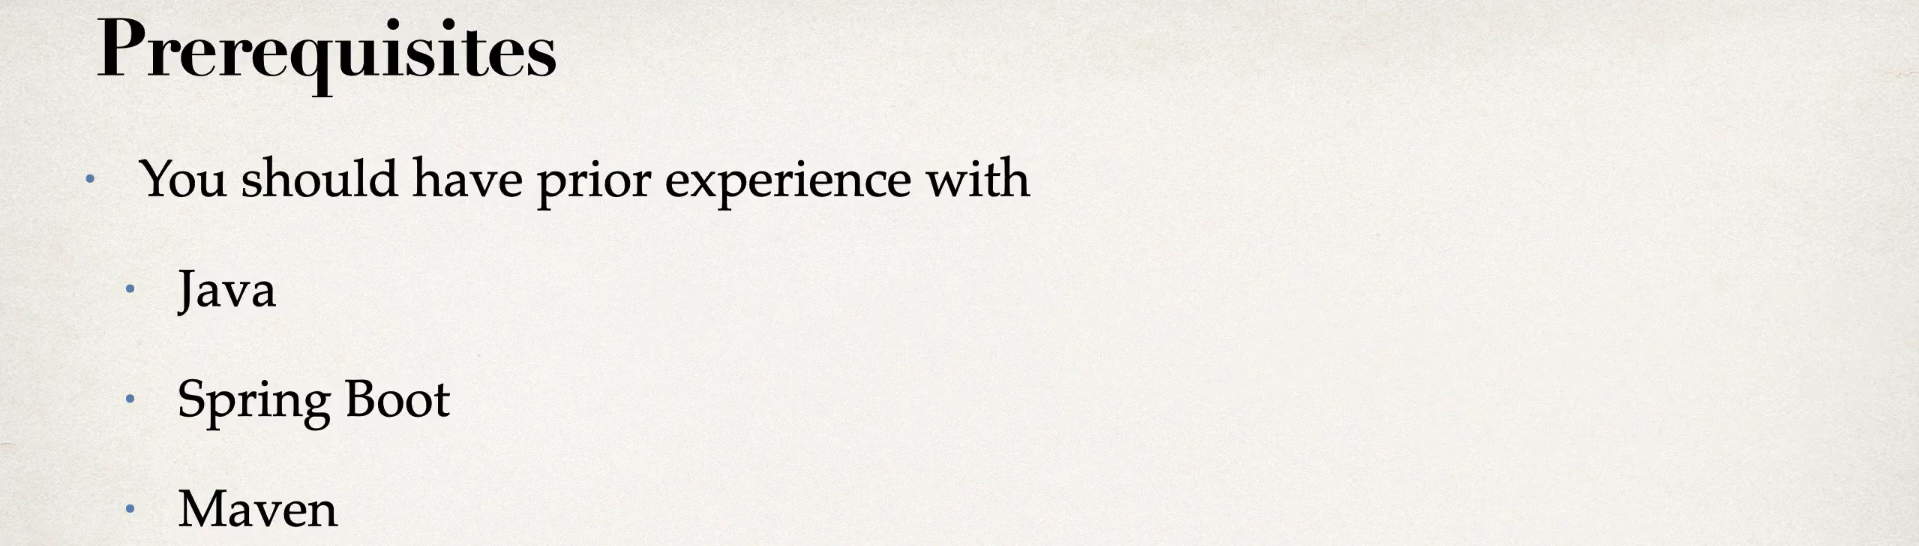 Prerequisites
You should have prior experience with
Java
Spring Boot
Maven